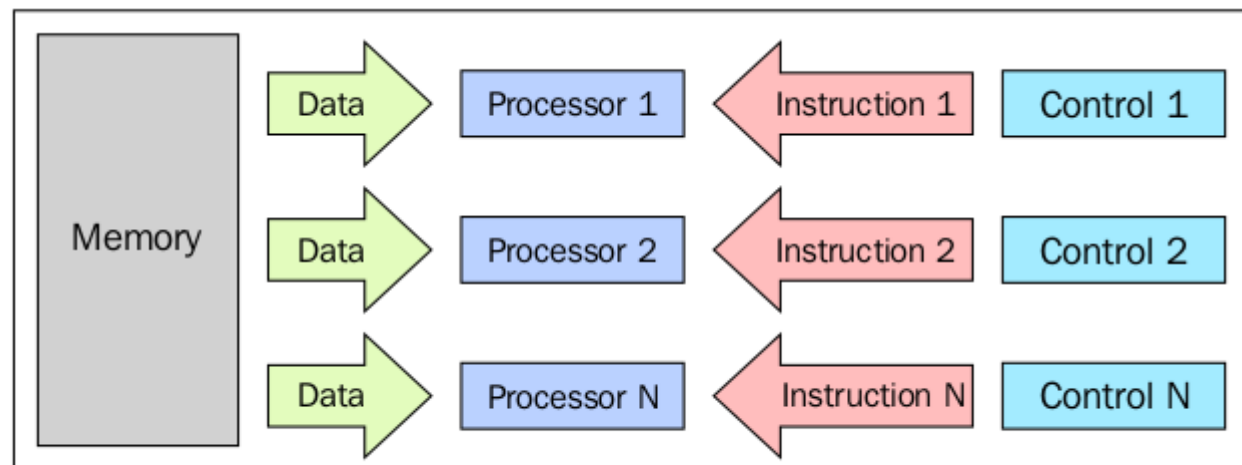 Data
Processor 1
Instruction 1
Control 1
Memory
Data
Processor 2
Instruction 2
Control 2
Data
Processor N
Instruction N
Control N